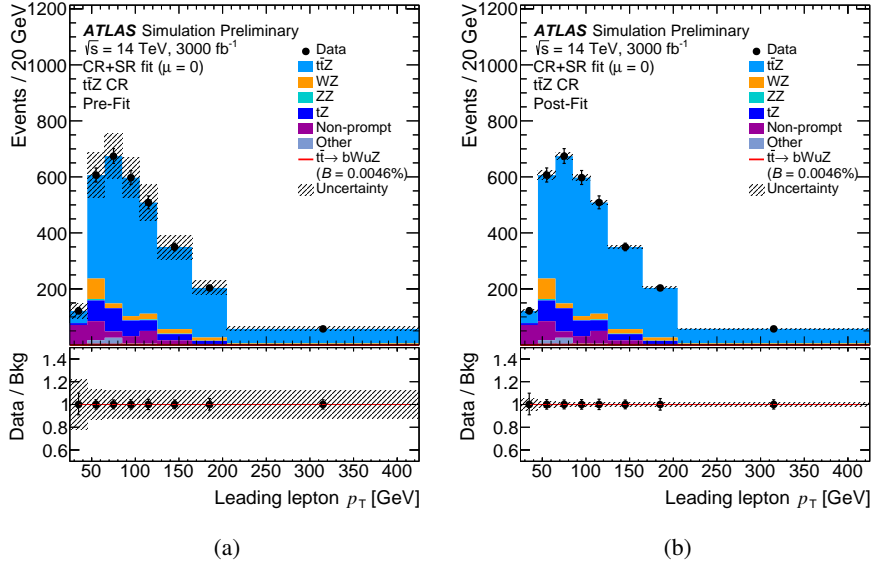 1200
1000
800
600
400
200
Events / 20 GeV
ATLAS Simulation Preliminary
√s = 14 TeV, 3000 fb⁻¹
CR+SR fit (μ = 0)
tt̄Z CR
Pre-Fit
Data
tt̄Z
WZ
ZZ
tZ
Non-prompt
Other
tt̄→ bWuZ
(B = 0.0046%)
Uncertainty
1.4
1.2
1
0.8
0.6
Data / Bkg
50 100 150 200 250 300 350 400
Leading lepton p_T [GeV]
(a)
1200
1000
800
600
400
200
Events / 20 GeV
ATLAS Simulation Preliminary
√s = 14 TeV, 3000 fb⁻¹
CR+SR fit (μ = 0)
tt̄Z CR
Post-Fit
Data
tt̄Z
WZ
ZZ
tZ
Non-prompt
Other
tt̄→ bWuZ
(B = 0.0046%)
Uncertainty
1.4
1.2
1
0.8
0.6
Data / Bkg
50 100 150 200 250 300 350 400
Leading lepton p_T [GeV]
(b)